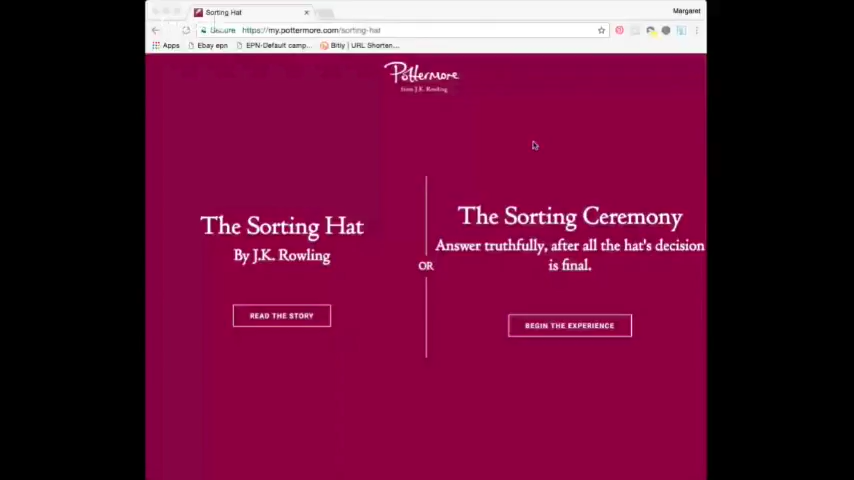 Sorting Hat
Margaret
Secure https://my.pottermore.com/sorting-hat
Apps Ebay epn EPN-Default camp... Bitly | URL Shorten...
Pottermore
from J.K. Rowling
The Sorting Hat
By J.K. Rowling
READ THE STORY
OR
The Sorting Ceremony
Answer truthfully, after all the hat's decision
is final.
BEGIN THE EXPERIENCE